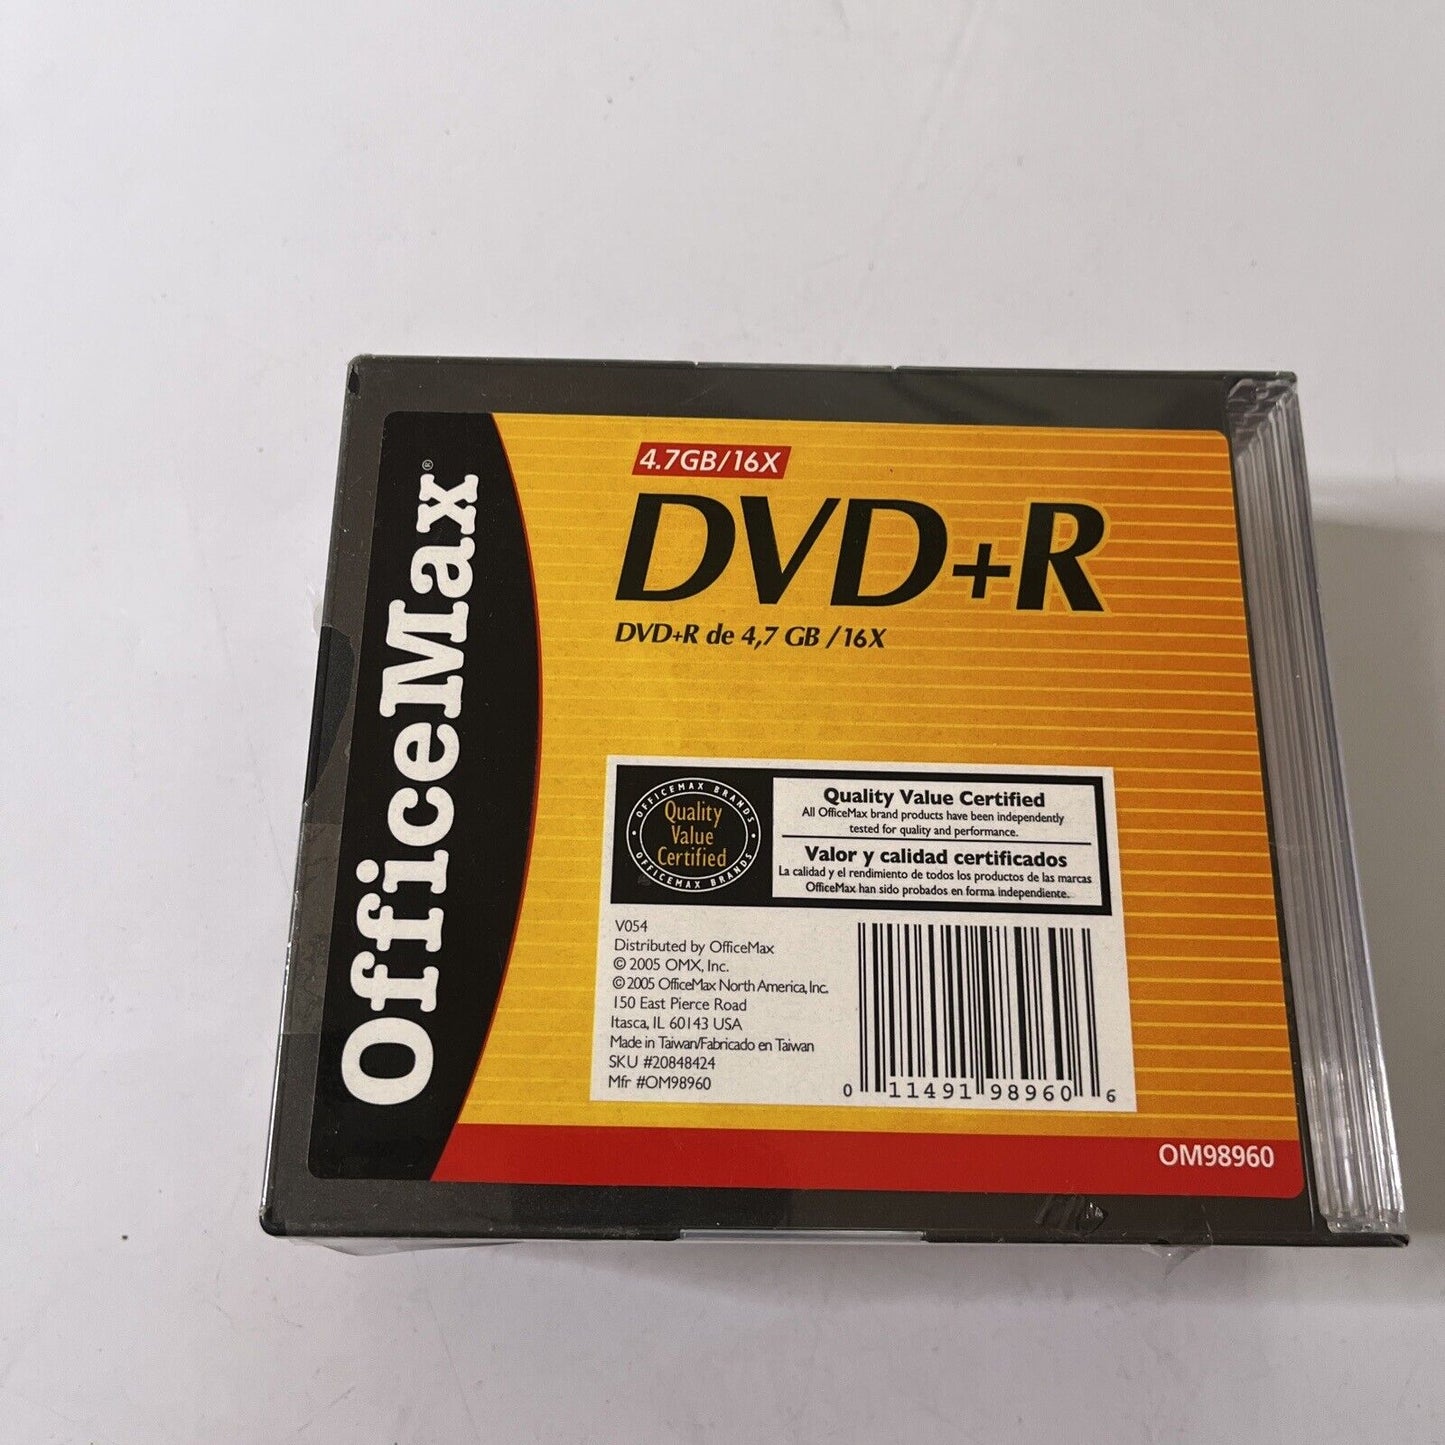 OfficeMax®
4.7GB/16X
DVD+R
DVD+R de 4,7 GB /16X
OFFICEMAX BRANDS
Quality
Value
Certified
OFFICEMAX BRANDS
Quality Value Certified
All OfficeMax brand products have been independently
tested for quality and performance.
Valor y calidad certificados
La calidad y el rendimiento de todos los productos de las marcas
OfficeMax han sido probados en forma independiente.
V054
Distributed by OfficeMax
© 2005 OMX, Inc.
© 2005 OfficeMax North America, Inc.
150 East Pierce Road
Itasca, IL 60143 USA
Made in Taiwan/Fabricado en Taiwan
SKU #20848424
Mfr #OM98960
0 11491 98960 6
OM98960